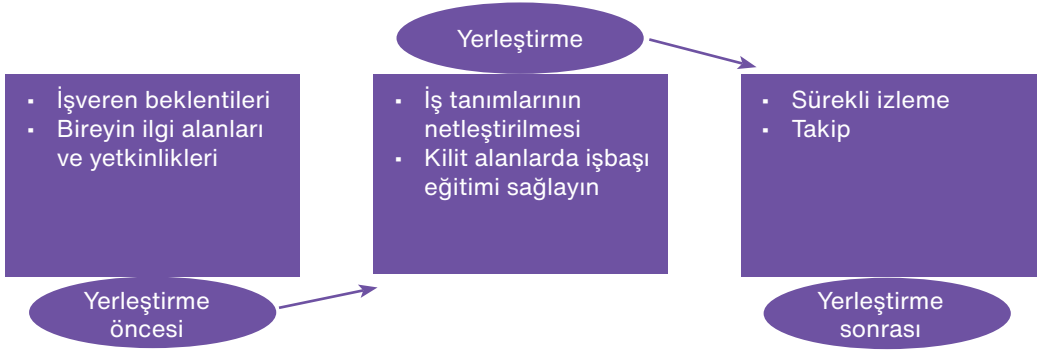 ▪ İşveren beklentileri
▪ Bireyin ilgi alanları
ve yetkinlikleri
Yerleştirme
öncesi
Yerleştirme
▪ İş tanımlarının
netleştirilmesi
▪ Kilit alanlarda işbaşı
eğitimi sağlayın
▪ Sürekli izleme
▪ Takip
Yerleştirme
sonrası